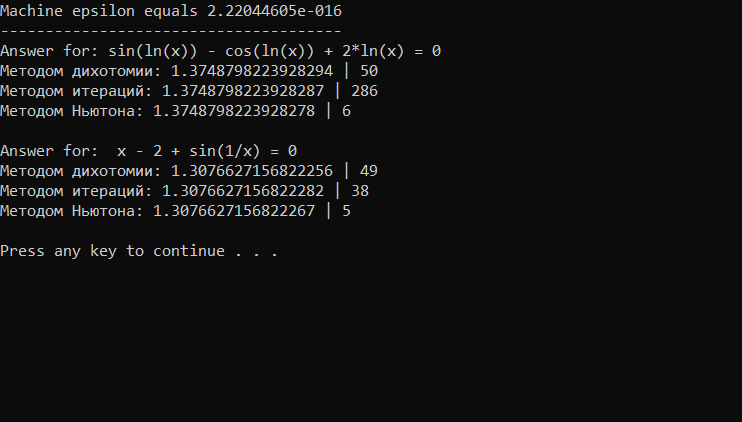 Machine epsilon equals 2.22044605e-016
--------------------------------------
Answer for: sin(ln(x)) - cos(ln(x)) + 2*ln(x) = 0
Методом дихотомии: 1.3748798223928294 | 50
Методом итераций: 1.3748798223928287 | 286
Методом Ньютона: 1.3748798223928278 | 6
Answer for:  x - 2 + sin(1/x) = 0
Методом дихотомии: 1.3076627156822256 | 49
Методом итераций: 1.3076627156822282 | 38
Методом Ньютона: 1.3076627156822267 | 5
Press any key to continue . . .